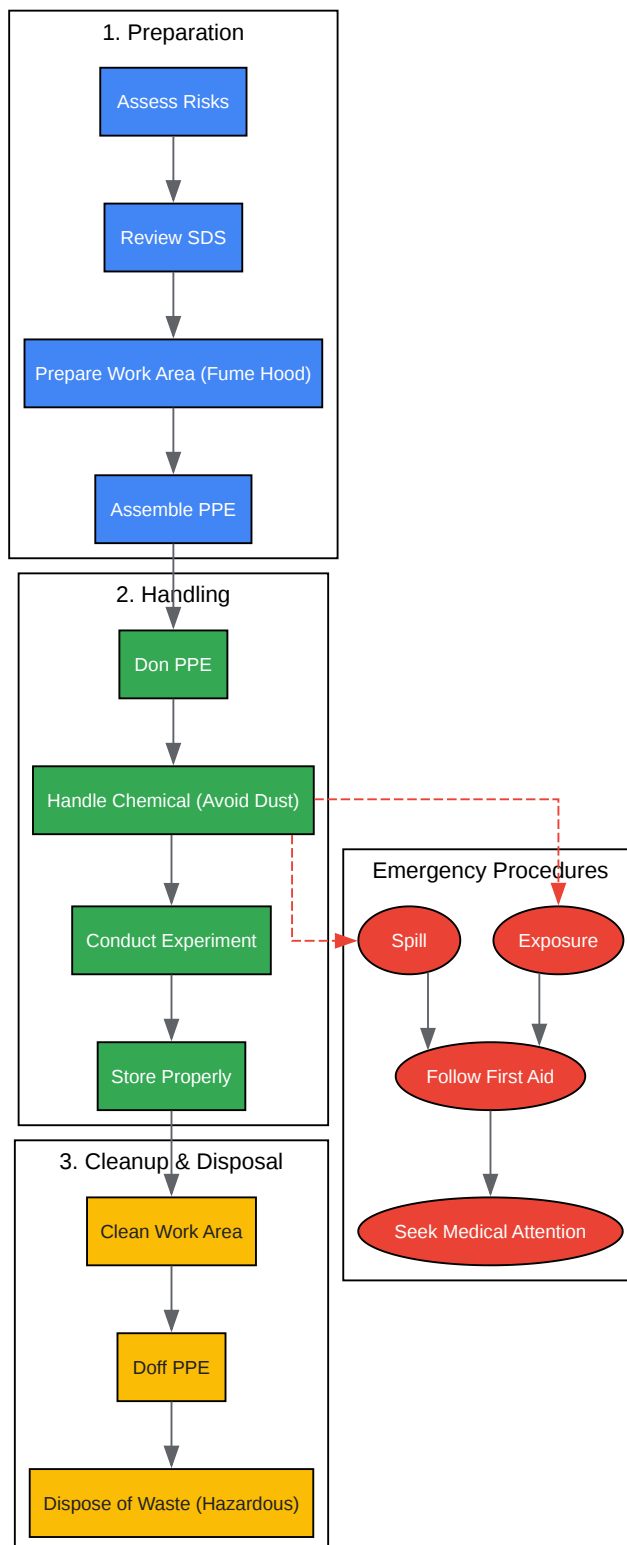 1. Preparation
Assess Risks
Review SDS
Prepare Work Area (Fume Hood)
Assemble PPE
2. Handling
Don PPE
Handle Chemical (Avoid Dust)
Conduct Experiment
Store Properly
Emergency Procedures
Spill
Exposure
Follow First Aid
Seek Medical Attention
3. Cleanup & Disposal
Clean Work Area
Doff PPE
Dispose of Waste (Hazardous)